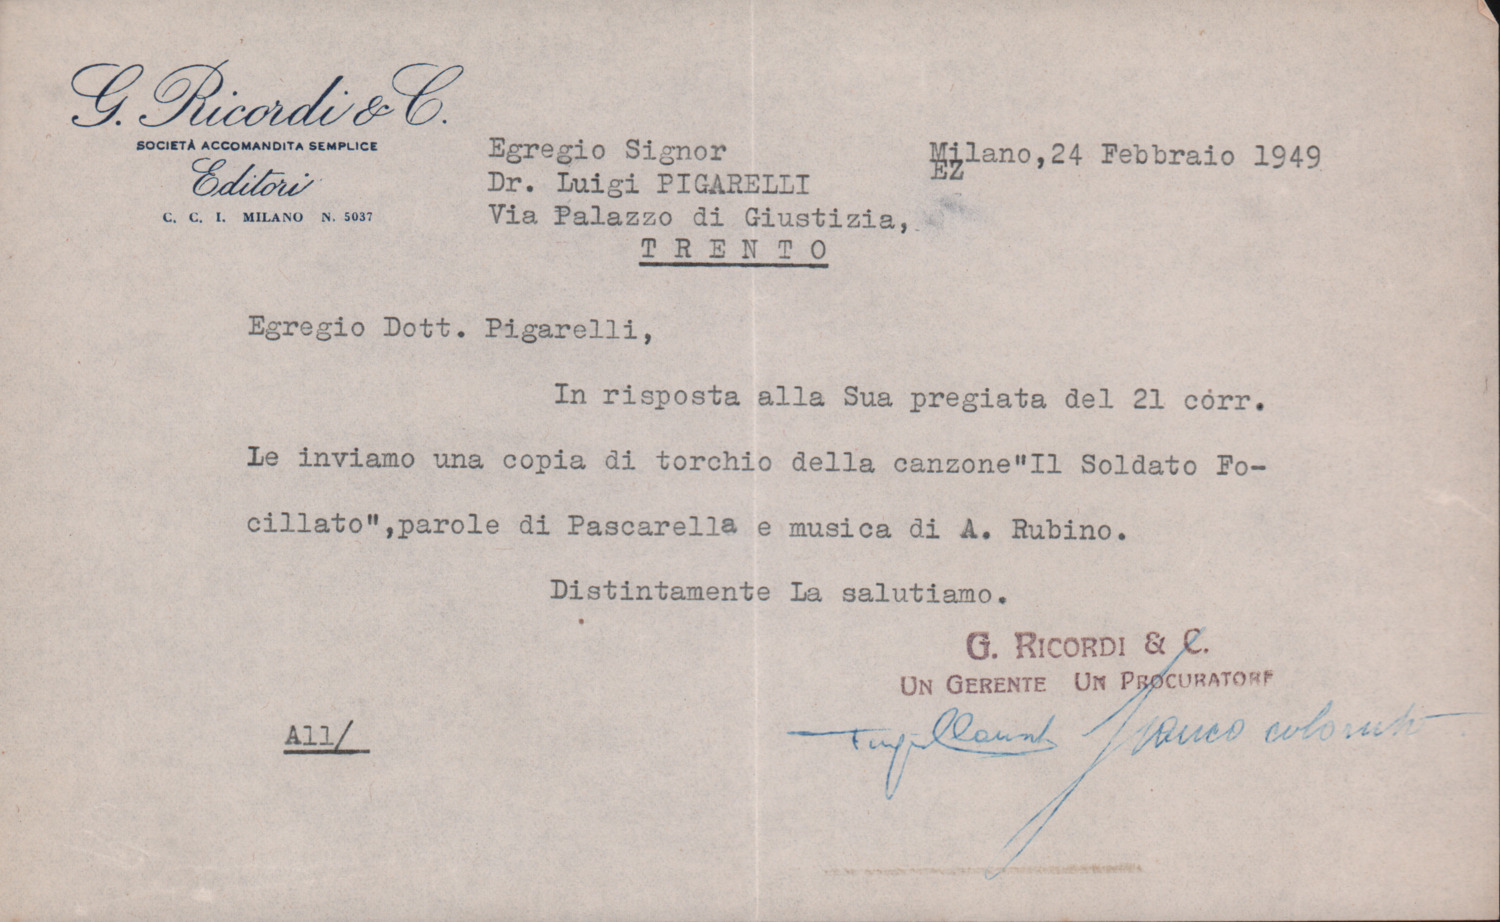 G. Ricordi & C.
SOCIETÀ ACCOMANDITA SEMPLICE
Editori
C. C. I. MILANO N. 5037
Egregio Signor
Dr. Luigi PIGARELLI
Via Palazzo di Giustizia,
T R E N T O
Milano,24 Febbraio 1949
EZ
Egregio Dott. Pigarelli,
In risposta alla Sua pregiata del 21 corr.
Le inviamo una copia di torchio della canzone"Il Soldato Fo-
cillato",parole di Pascarella e musica di A. Rubino.
Distintamente La salutiamo.
G. RICORDI & C.
UN GERENTE UN PROCURATORE
Franco Colombo
All/